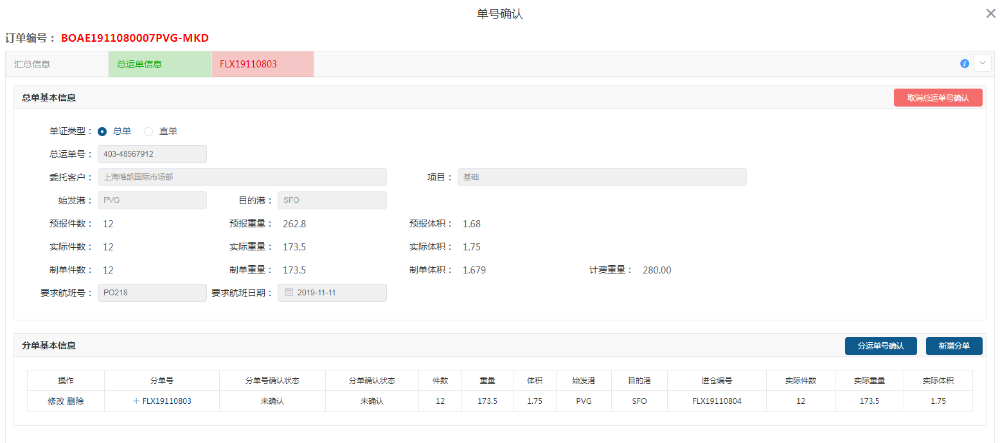 单号确认
订单编号： BOAE1911080007PVG-MKD
汇总信息 总运单信息 FLX19110803
总单基本信息 取消总运单号确认
单证类型： 总单 直单
总运单号： 403-48567912
委托客户： 上海唯凯国际市场部 项目： 基础
始发港： PVG 目的港： SFO
预报件数： 12 预报重量： 262.8 预报体积： 1.68
实际件数： 12 实际重量： 173.5 实际体积： 1.75
制单件数： 12 制单重量： 173.5 制单体积： 1.679 计费重量： 280.00
要求航班号： PO218 要求航班日期： 2019-11-11
分单基本信息 分运单号确认 新增分单
操作 分单号 分单号确认状态 分单确认状态 件数 重量 体积 始发港 目的港 进仓编号 实际件数 实际重量 实际体积
修改 删除 + FLX19110803 未确认 未确认 12 173.5 1.75 PVG SFO FLX19110804 12 173.5 1.75